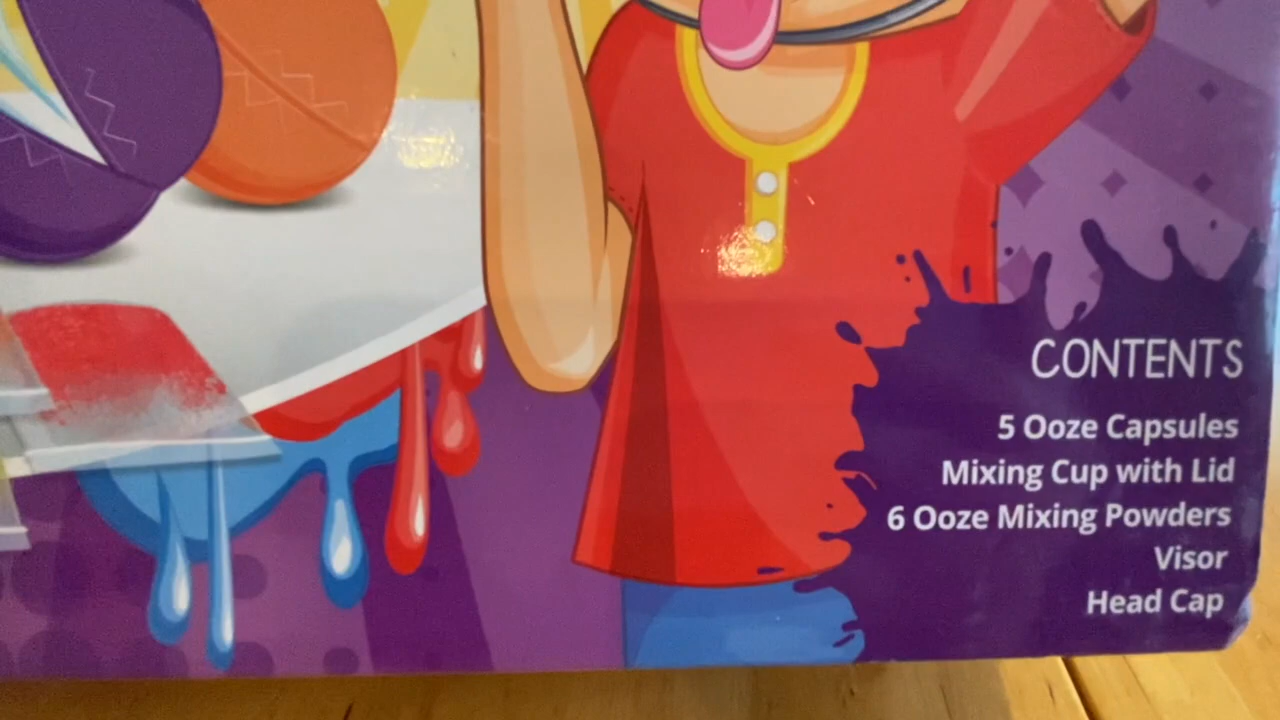 CONTENTS
5 Ooze Capsules
Mixing Cup with Lid
6 Ooze Mixing Powders
Visor
Head Cap